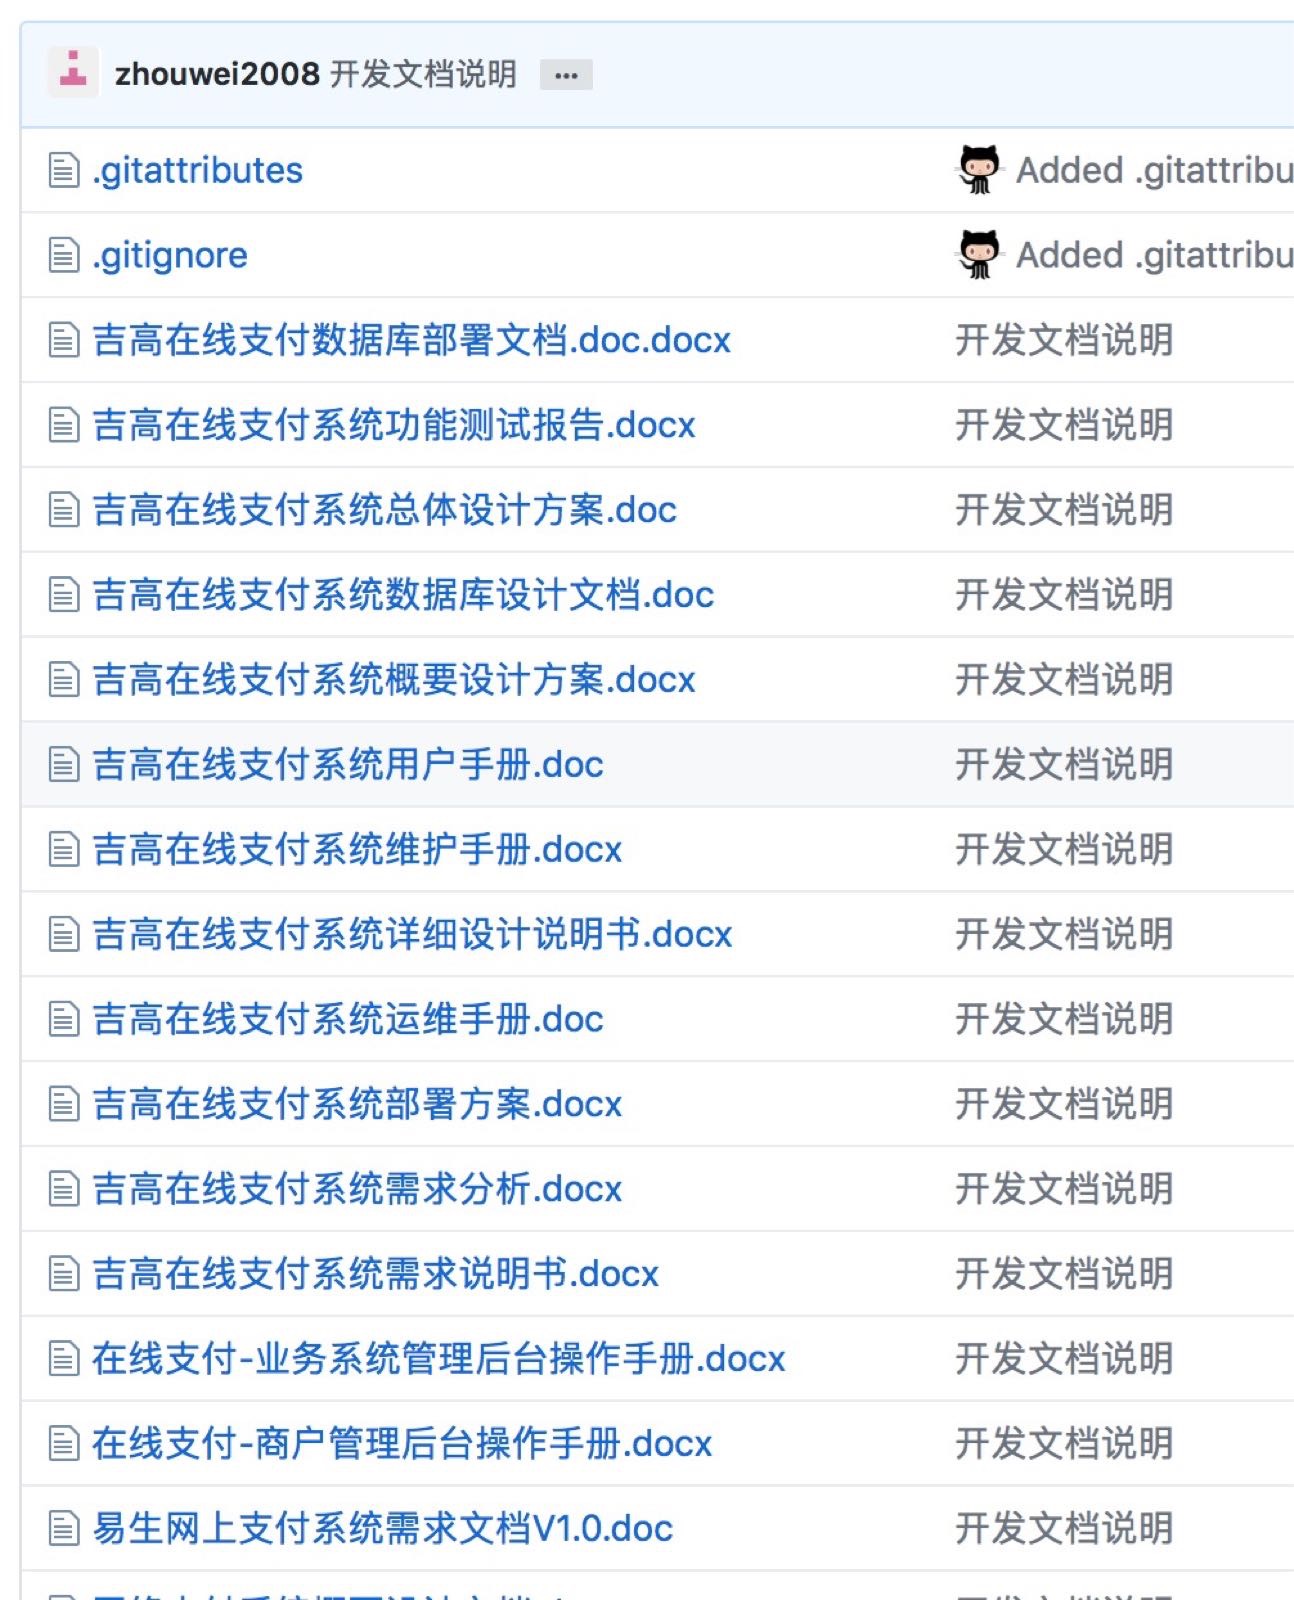 zhouwei2008 开发文档说明 ...
.gitattributes Added .gitattribu
.gitignore Added .gitattribu
吉高在线支付数据库部署文档.doc.docx 开发文档说明
吉高在线支付系统功能测试报告.docx 开发文档说明
吉高在线支付系统总体设计方案.doc 开发文档说明
吉高在线支付系统数据库设计文档.doc 开发文档说明
吉高在线支付系统概要设计方案.docx 开发文档说明
吉高在线支付系统用户手册.doc 开发文档说明
吉高在线支付系统维护手册.docx 开发文档说明
吉高在线支付系统详细设计说明书.docx 开发文档说明
吉高在线支付系统运维手册.doc 开发文档说明
吉高在线支付系统部署方案.docx 开发文档说明
吉高在线支付系统需求分析.docx 开发文档说明
吉高在线支付系统需求说明书.docx 开发文档说明
在线支付-业务系统管理后台操作手册.docx 开发文档说明
在线支付-商户管理后台操作手册.docx 开发文档说明
易生网上支付系统需求文档V1.0.doc 开发文档说明